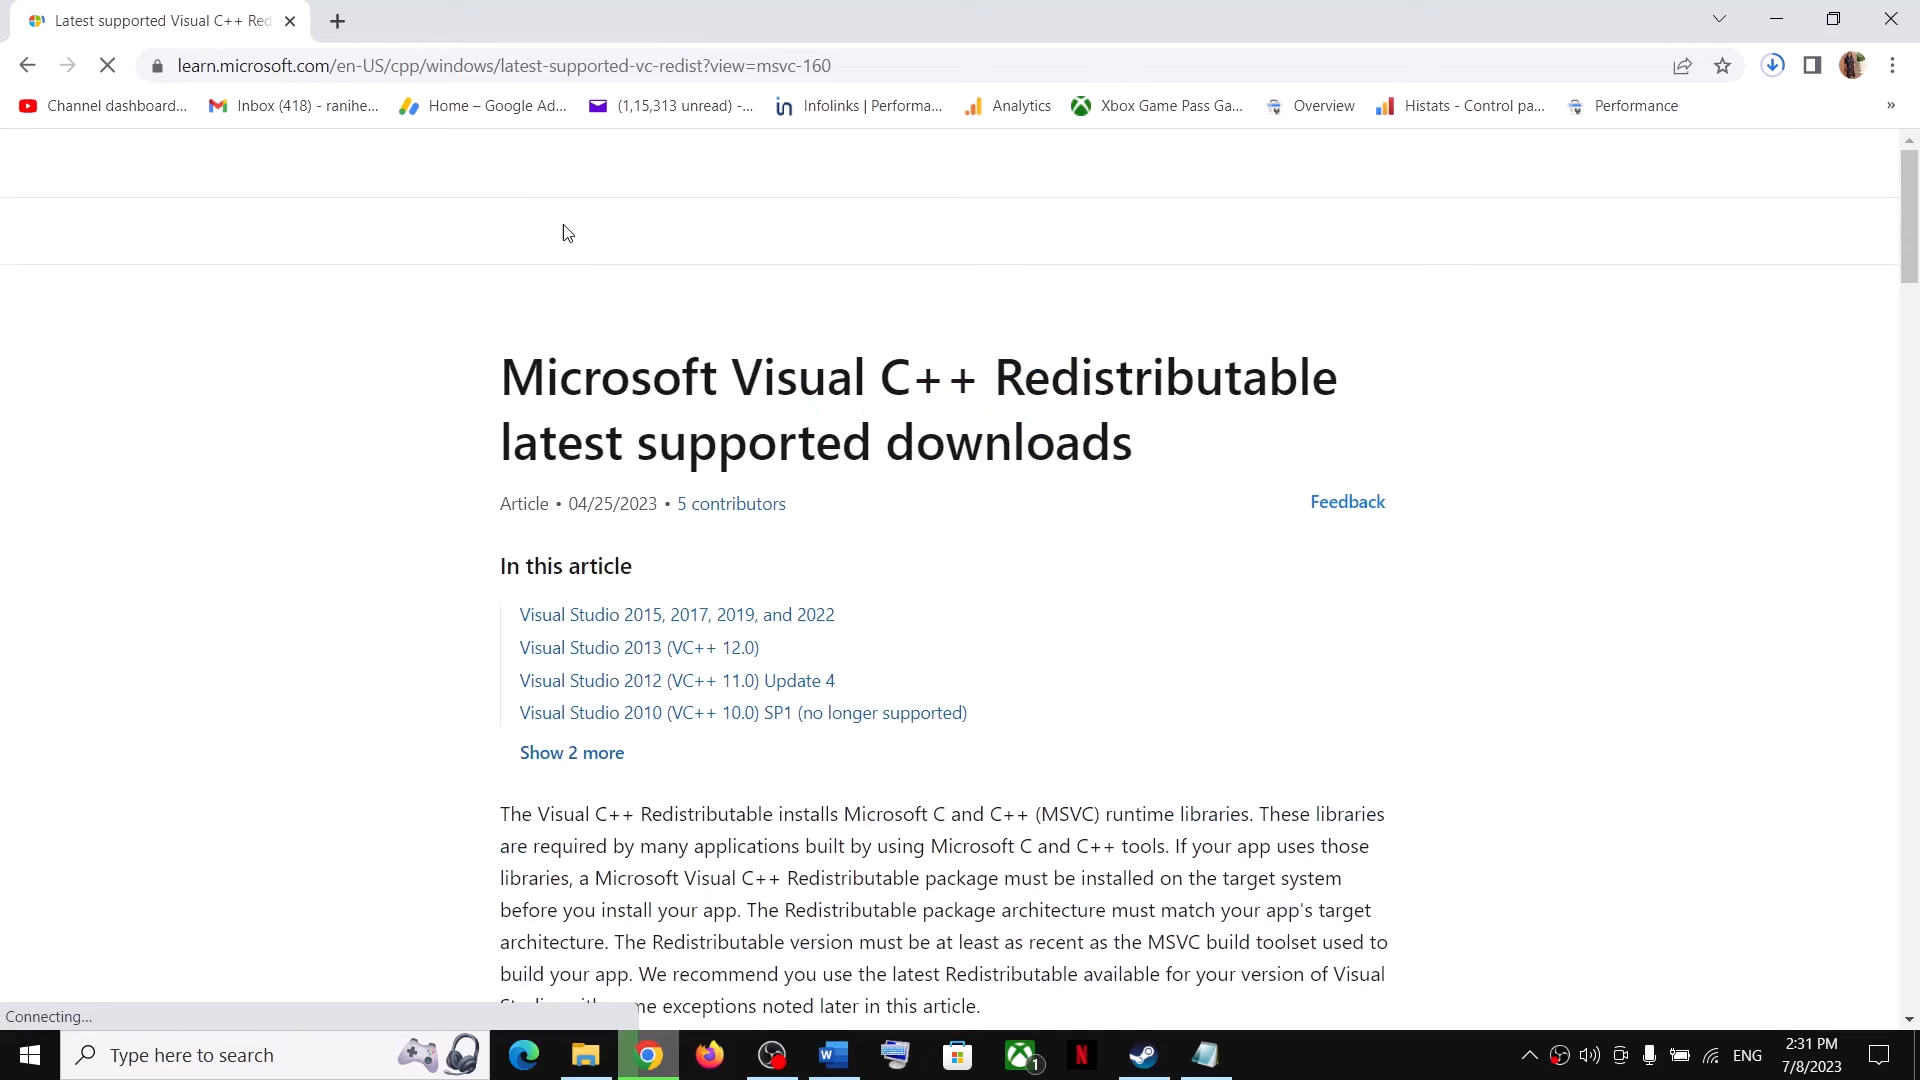 Latest supported Visual C++ Red
learn.microsoft.com/en-US/cpp/windows/latest-supported-vc-redist?view=msvc-160
Channel dashboard... Inbox (418) - ranihe... Home – Google Ad... (1,15,313 unread) -... in Infolinks | Performa... Analytics Xbox Game Pass Ga... Overview Histats - Control pa... Performance »
Microsoft Visual C++ Redistributable
latest supported downloads
Article • 04/25/2023 • 5 contributors
Feedback
In this article
Visual Studio 2015, 2017, 2019, and 2022
Visual Studio 2013 (VC++ 12.0)
Visual Studio 2012 (VC++ 11.0) Update 4
Visual Studio 2010 (VC++ 10.0) SP1 (no longer supported)
Show 2 more
The Visual C++ Redistributable installs Microsoft C and C++ (MSVC) runtime libraries. These libraries
are required by many applications built by using Microsoft C and C++ tools. If your app uses those
libraries, a Microsoft Visual C++ Redistributable package must be installed on the target system
before you install your app. The Redistributable package architecture must match your app's target
architecture. The Redistributable version must be at least as recent as the MSVC build toolset used to
build your app. We recommend you use the latest Redistributable available for your version of Visual
exceptions noted later in this article.
Connecting...
Type here to search
W
1
N
ENG
2:31 PM
7/8/2023